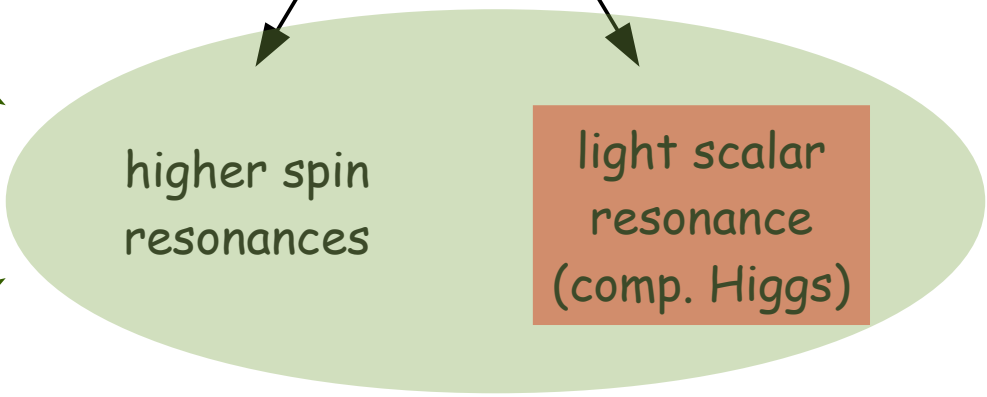 higher spin
resonances
light scalar
resonance
(comp. Higgs)